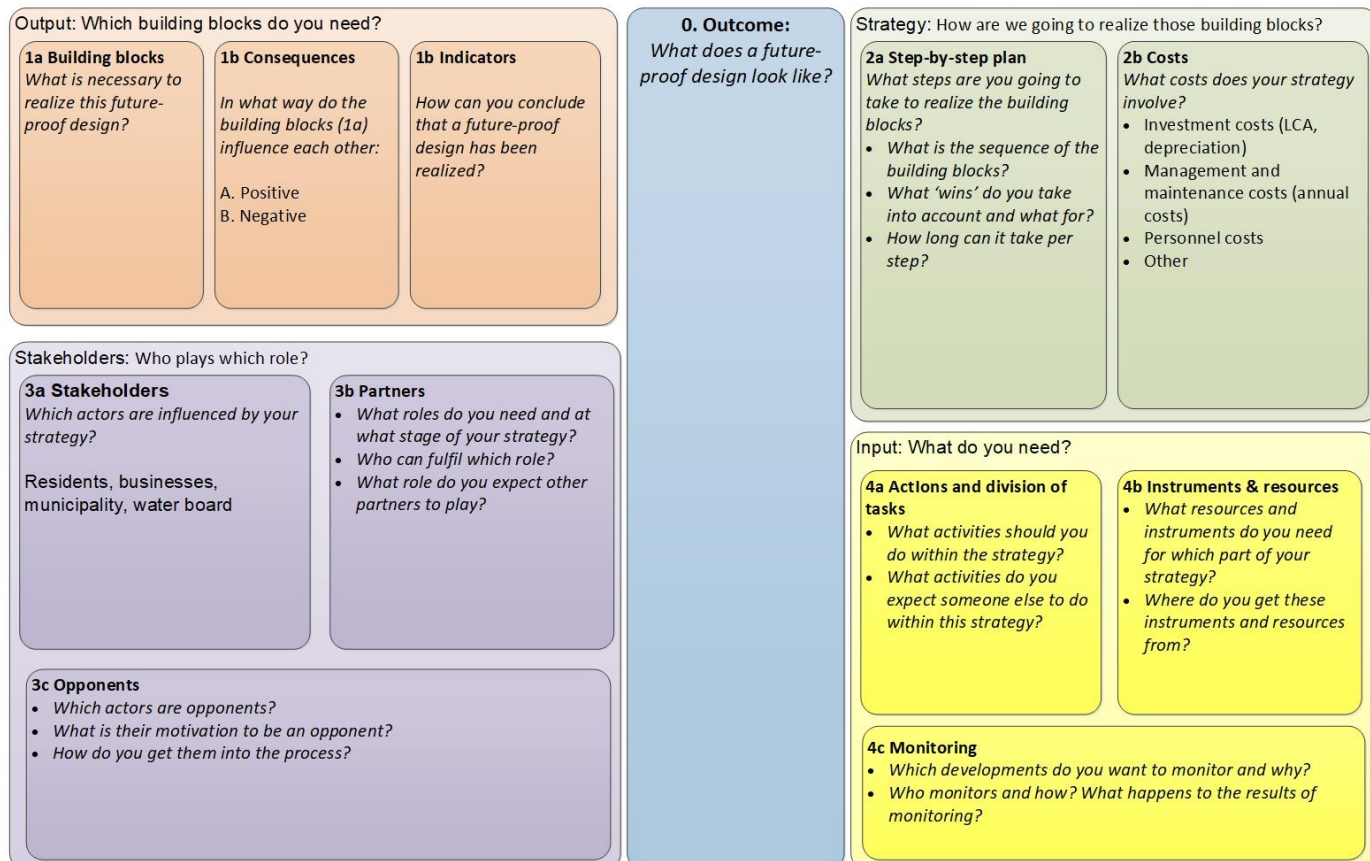 Output: Which building blocks do you need?
1a Building blocks
What is necessary to
realize this future-
proof design?
1b Consequences
In what way do the
building blocks (1a)
influence each other:
A. Positive
B. Negative
1b Indicators
How can you conclude
that a future-proof
design has been
realized?
0. Outcome:
What does a future-
proof design look like?
Strategy: How are we going to realize those building blocks?
2a Step-by-step plan
What steps are you going to
take to realize the building
blocks?
• What is the sequence of the
building blocks?
• What ‘wins’ do you take
into account and what for?
• How long can it take per
step?
2b Costs
What costs does your strategy
involve?
• Investment costs (LCA,
depreciation)
• Management and
maintenance costs (annual
costs)
• Personnel costs
• Other
Stakeholders: Who plays which role?
3a Stakeholders
Which actors are influenced by your
strategy?
Residents, businesses,
municipality, water board
3b Partners
• What roles do you need and at
what stage of your strategy?
• Who can fulfil which role?
• What role do you expect other
partners to play?
3c Opponents
• Which actors are opponents?
• What is their motivation to be an opponent?
• How do you get them into the process?
Input: What do you need?
4a Actions and division of
tasks
• What activities should you
do within the strategy?
• What activities do you
expect someone else to do
within this strategy?
4b Instruments & resources
• What resources and
instruments do you need
for which part of your
strategy?
• Where do you get these
instruments and resources
from?
4c Monitoring
• Which developments do you want to monitor and why?
• Who monitors and how? What happens to the results of
monitoring?